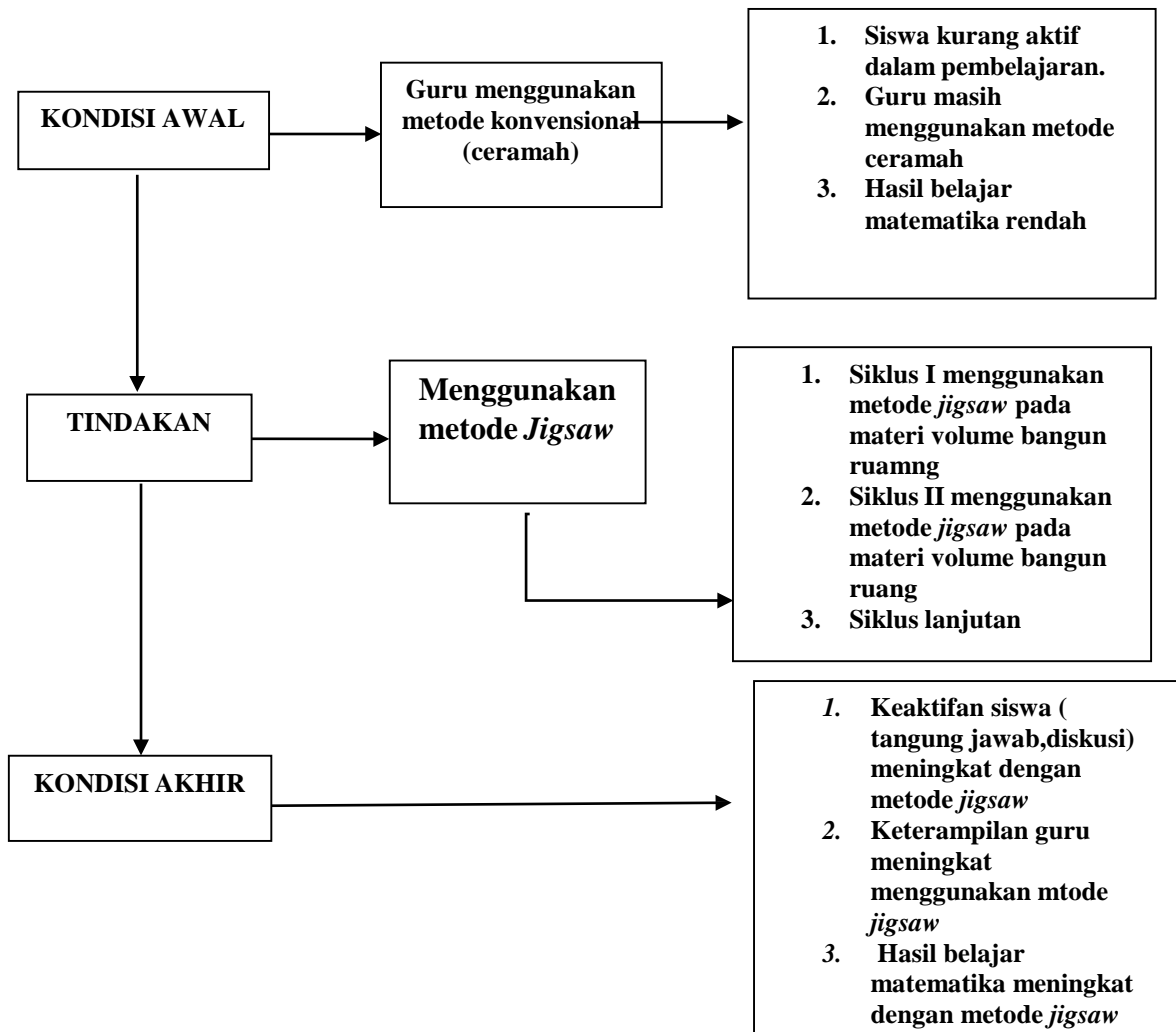 KONDISI AWAL
Guru menggunakan
metode konvensional
(ceramah)
1. Siswa kurang aktif
dalam pembelajaran.
2. Guru masih
menggunakan metode
ceramah
3. Hasil belajar
matematika rendah
TINDAKAN
Menggunakan
metode Jigsaw
1. Siklus I menggunakan
metode jigsaw pada
materi volume bangun
ruamng
2. Siklus II menggunakan
metode jigsaw pada
materi volume bangun
ruang
3. Siklus lanjutan
KONDISI AKHIR
1. Keaktifan siswa (
tangung jawab,diskusi)
meningkat dengan
metode jigsaw
2. Keterampilan guru
meningkat
menggunakan mtode
jigsaw
3. Hasil belajar
matematika meningkat
dengan metode jigsaw